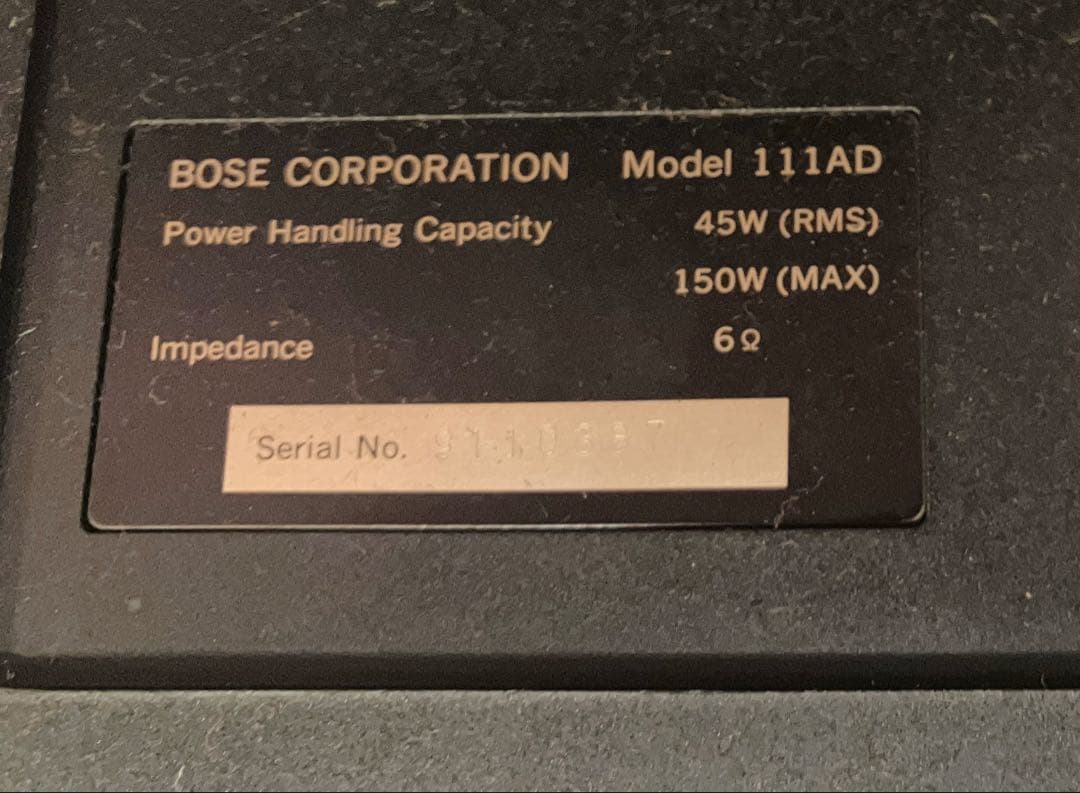 BOSE CORPORATION Model 111AD
Power Handling Capacity 45W (RMS)
150W (MAX)
Impedance 6Ω
Serial No.